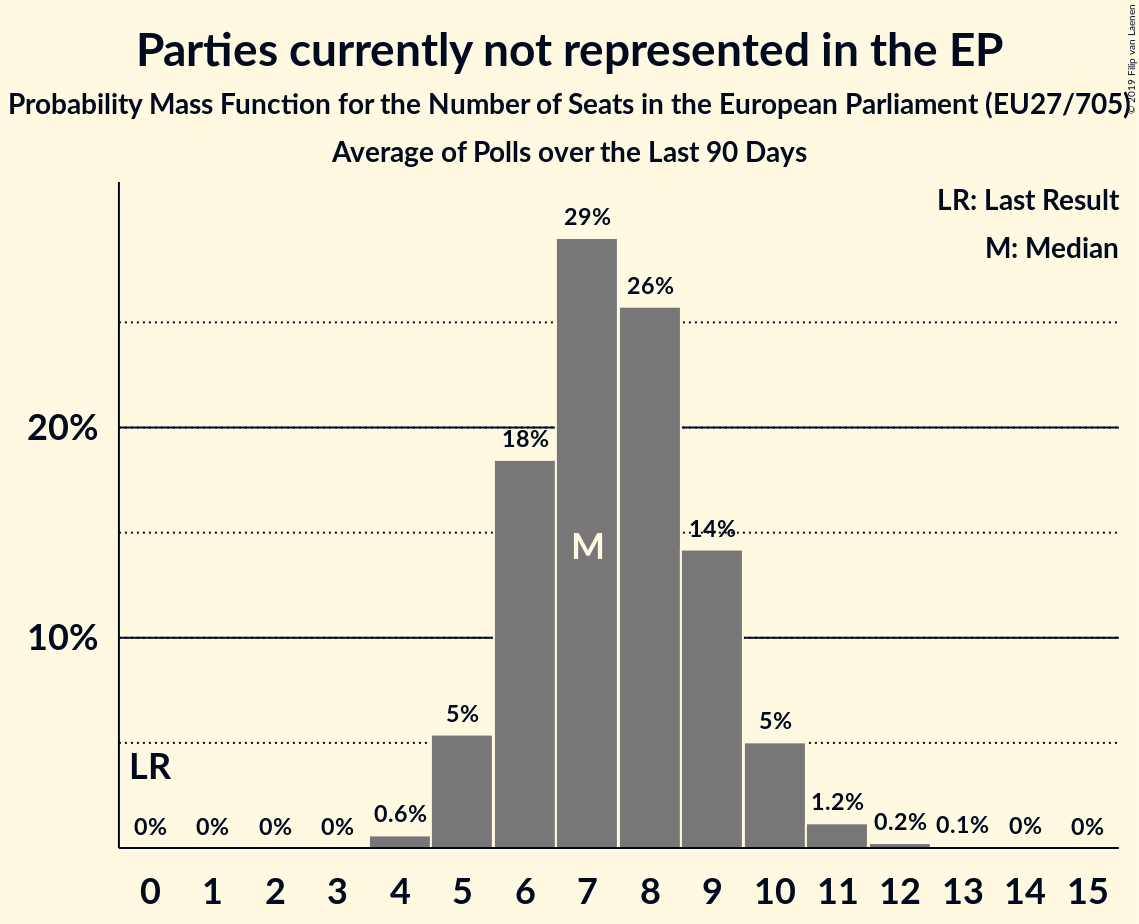 Parties currently not represented in the EP
Probability Mass Function for the Number of Seats in the European Parliament (EU27/705)
Average of Polls over the Last 90 Days
© 2019 Filip van Laenen
LR: Last Result
M: Median
29%
26%
20%
18%
14%
M
10%
5%
5%
LR
0%
0%
0%
0%
0.6%
1.2%
0.2%
0.1%
0%
0%
0 1 2 3 4 5 6 7 8 9 10 11 12 13 14 15